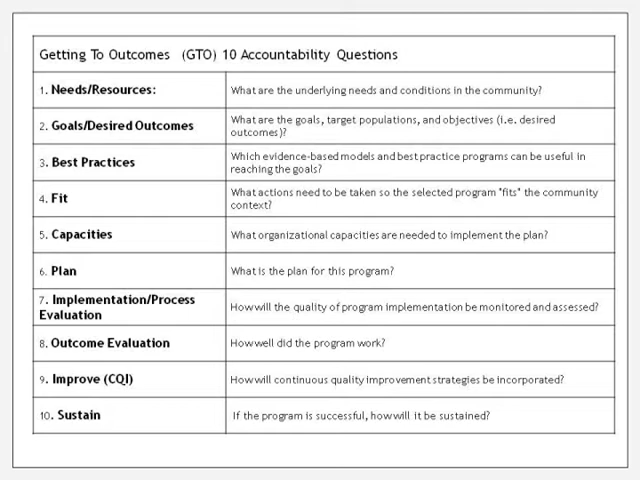 Getting To Outcomes (GTO) 10 Accountability Questions
1. Needs/Resources:
What are the underlying needs and conditions in the community?
2. Goals/Desired Outcomes
What are the goals, target populations, and objectives (i.e. desired
outcomes)?
3. Best Practices
Which evidence-based models and best practice programs can be useful in
reaching the goals?
4. Fit
What actions need to be taken so the selected program "fits" the community
context?
5. Capacities
What organizational capacities are needed to implement the plan?
6. Plan
What is the plan for this program?
7. Implementation/Process
Evaluation
How will the quality of program implementation be monitored and assessed?
8. Outcome Evaluation
How well did the program work?
9. Improve (CQI)
How will continuous quality improvement strategies be incorporated?
10. Sustain
If the program is successful, how will it be sustained?